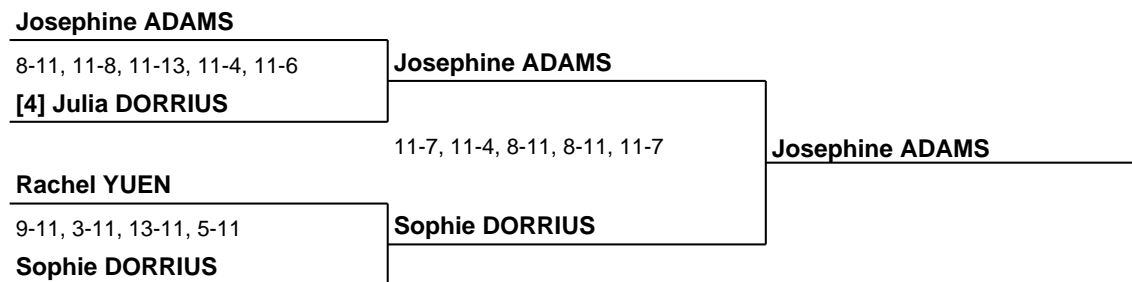 Josephine ADAMS
8-11, 11-8, 11-13, 11-4, 11-6
[4] Julia DORRIUS
Josephine ADAMS
11-7, 11-4, 8-11, 8-11, 11-7
Josephine ADAMS
Rachel YUEN
9-11, 3-11, 13-11, 5-11
Sophie DORRIUS
Sophie DORRIUS